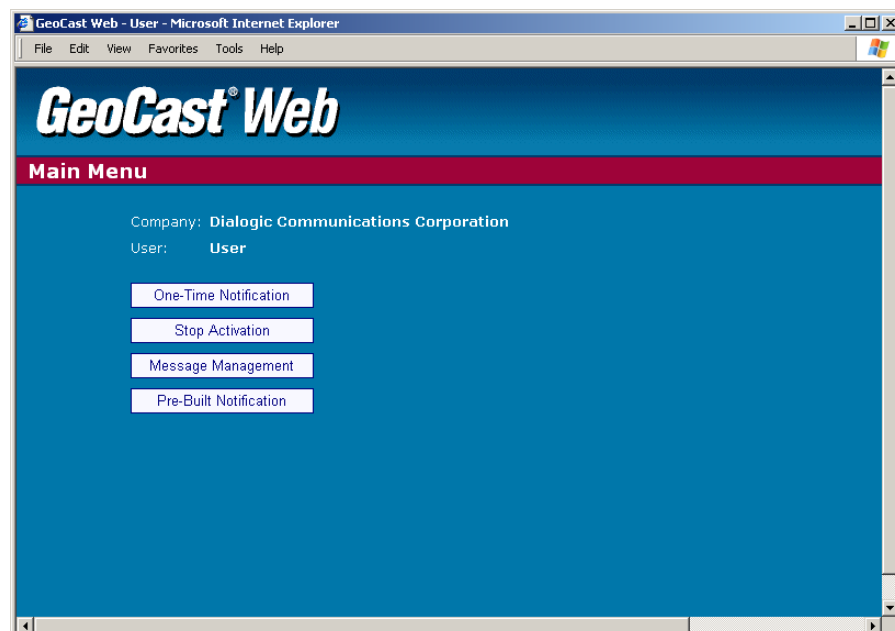 GeoCast Web - User - Microsoft Internet Explorer
File Edit View Favorites Tools Help
GeoCast® Web
Main Menu
Company: Dialogic Communications Corporation
User: User
One-Time Notification
Stop Activation
Message Management
Pre-Built Notification